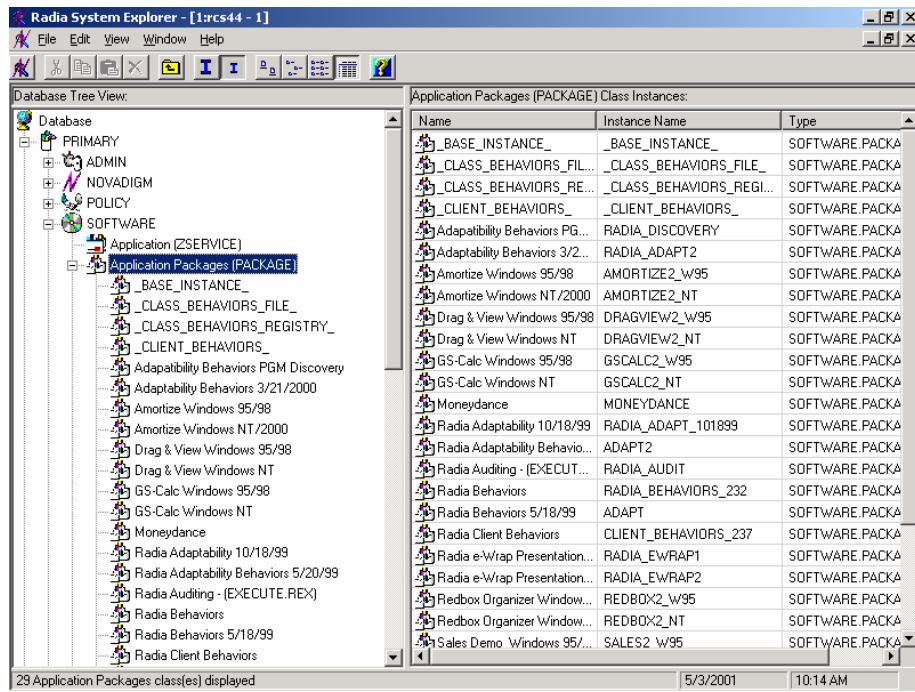 Radia System Explorer - [1:rcs44 - 1]
File Edit View Window Help
Database Tree View:
Application Packages (PACKAGE) Class Instances:
Database
PRIMARY
ADMIN
NOVADIGM
POLICY
SOFTWARE
Application (ZSERVICE)
Application Packages (PACKAGE)
_BASE_INSTANCE_
_CLASS_BEHAVIORS_FILE_
_CLASS_BEHAVIORS_REGISTRY_
_CLIENT_BEHAVIORS_
Adapatibility Behaviors PGM Discovery
Adaptability Behaviors 3/21/2000
Amortize Windows 95/98
Amortize Windows NT/2000
Drag & View Windows 95/98
Drag & View Windows NT
GS-Calc Windows 95/98
GS-Calc Windows NT
Moneydance
Radia Adaptability 10/18/99
Radia Adaptability Behaviors 5/20/99
Radia Auditing - (EXECUTE.REX)
Radia Behaviors
Radia Behaviors 5/18/99
Radia Client Behaviors
Name Instance Name Type
_BASE_INSTANCE_ _BASE_INSTANCE_ SOFTWARE.PACKA
_CLASS_BEHAVIORS_FIL... _CLASS_BEHAVIORS_FILE_ SOFTWARE.PACKA
_CLASS_BEHAVIORS_RE... _CLASS_BEHAVIORS_REGI... SOFTWARE.PACKA
_CLIENT_BEHAVIORS_ _CLIENT_BEHAVIORS_ SOFTWARE.PACKA
Adapatibility Behaviors PG... RADIA_DISCOVERY SOFTWARE.PACKA
Adaptability Behaviors 3/2... RADIA_ADAPT2 SOFTWARE.PACKA
Amortize Windows 95/98 AMORTIZE2_W95 SOFTWARE.PACKA
Amortize Windows NT/2000 AMORTIZE2_NT SOFTWARE.PACKA
Drag & View Windows 95/98 DRAGVIEW2_W95 SOFTWARE.PACKA
Drag & View Windows NT DRAGVIEW2_NT SOFTWARE.PACKA
GS-Calc Windows 95/98 GSCALC2_W95 SOFTWARE.PACKA
GS-Calc Windows NT GSCALC2_NT SOFTWARE.PACKA
Moneydance MONEYDANCE SOFTWARE.PACKA
Radia Adaptability 10/18/99 RADIA_ADAPT_101899 SOFTWARE.PACKA
Radia Adaptability Behavio... ADAPT2 SOFTWARE.PACKA
Radia Auditing - (EXECUT... RADIA_AUDIT SOFTWARE.PACKA
Radia Behaviors RADIA_BEHAVIORS_232 SOFTWARE.PACKA
Radia Behaviors 5/18/99 ADAPT SOFTWARE.PACKA
Radia Client Behaviors CLIENT_BEHAVIORS_237 SOFTWARE.PACKA
Radia e-Wrap Presentation... RADIA_EWRAP1 SOFTWARE.PACKA
Radia e-Wrap Presentation... RADIA_EWRAP2 SOFTWARE.PACKA
Redbox Organizer Window... REDBOX2_W95 SOFTWARE.PACKA
Redbox Organizer Window... REDBOX2_NT SOFTWARE.PACKA
Sales Demo Windows 95/... SALES2_W95 SOFTWARE.PACKA
29 Application Packages class(es) displayed 5/3/2001 10:14 AM